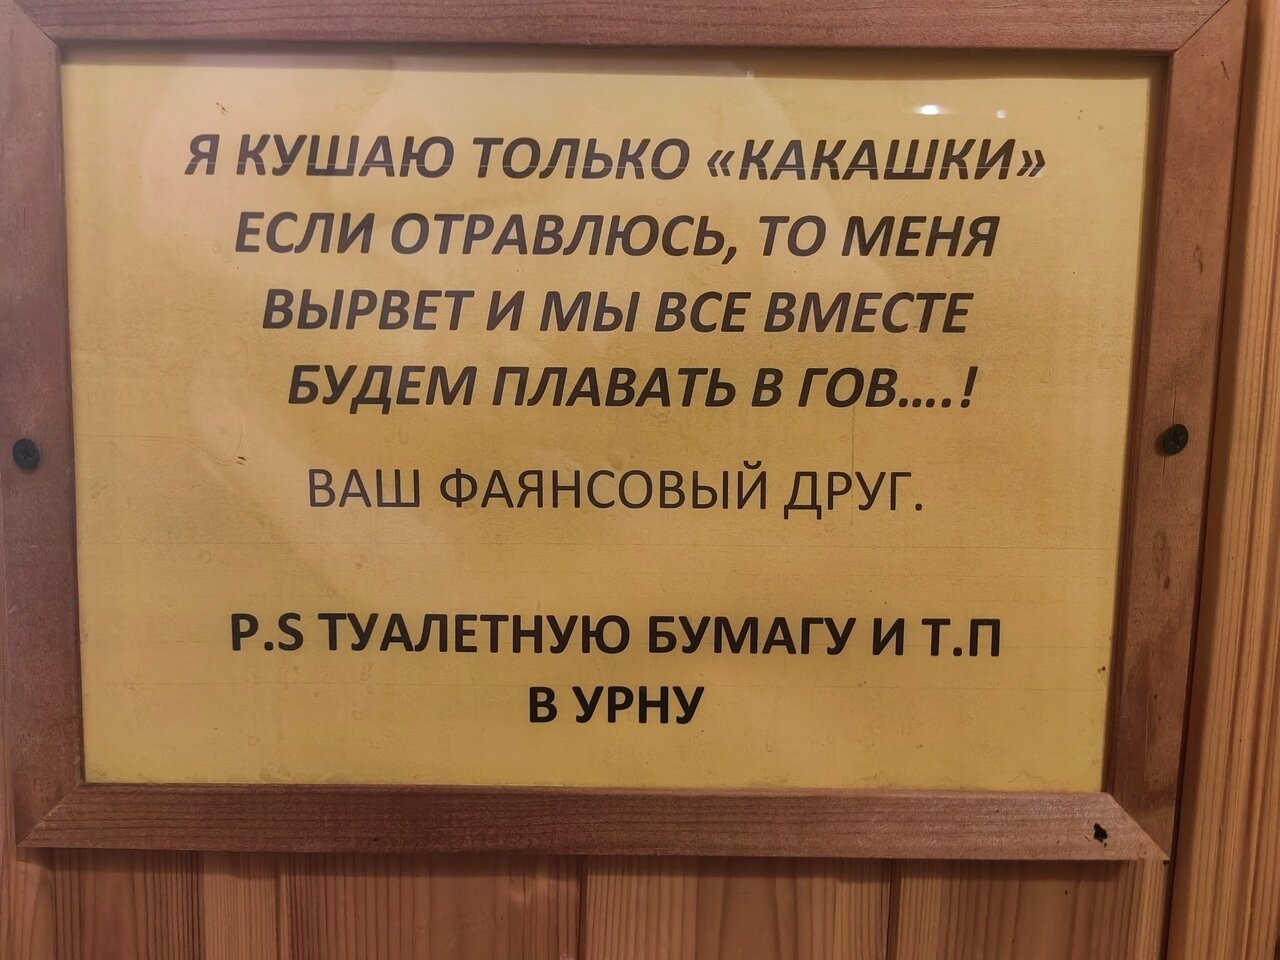 Я КУШАЮ ТОЛЬКО «КАКАШКИ»
ЕСЛИ ОТРАВЛЮСЬ, ТО МЕНЯ
ВЫРВЕТ И МЫ ВСЕ ВМЕСТЕ
БУДЕМ ПЛАВАТЬ В ГОВ....!
ВАШ ФАЯНСОВЫЙ ДРУГ.
P.S ТУАЛЕТНУЮ БУМАГУ И Т.П
В УРНУ